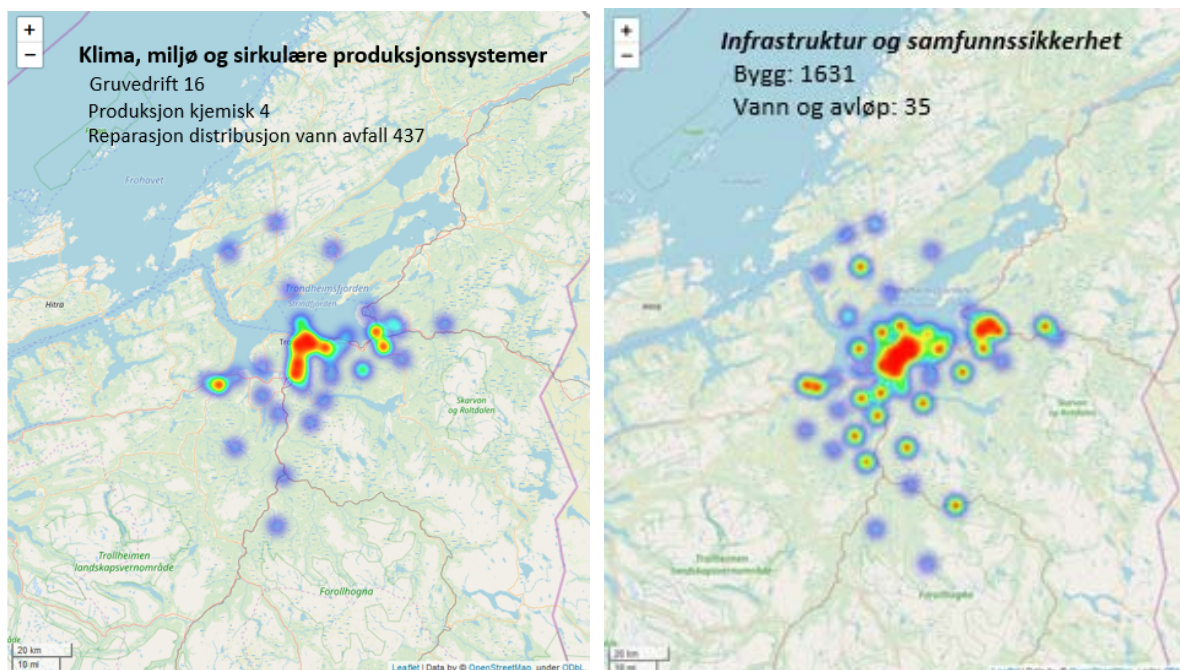 +
−
Klima, miljø og sirkulære produksjonssystemer
Gruvedrift 16
Produksjon kjemisk 4
Reparasjon distribusjon vann avfall 437
Frohavet
Hitra
Trondheimsfjorden
Strindfjorden
Skarvan
og Roltdalen
Trollheimen
landskapsvernområde
Forollhogna
20 km
10 mi
Leaflet | Data by © OpenStreetMap, under ODbL.
+
−
Infrastruktur og samfunnssikkerhet
Bygg: 1631
Vann og avløp: 35
Hitra
Skarvan
og Roltdalen
Trollheimen
landskapsvernområde
Forollhogna
20 km
10 mi